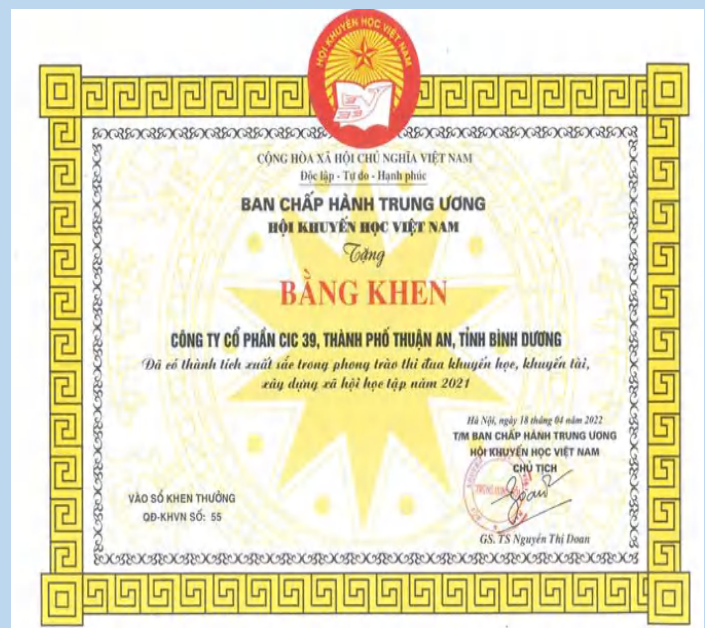 HỘI KHUYẾN HỌC VIỆT NAM
CỘNG HÒA XÃ HỘI CHỦ NGHĨA VIỆT NAM
Độc lập - Tự do - Hạnh phúc
BAN CHẤP HÀNH TRUNG ƯƠNG
HỘI KHUYẾN HỌC VIỆT NAM
Tặng
BẰNG KHEN
CÔNG TY CỔ PHẦN CIC 39, THÀNH PHỐ THUẬN AN, TỈNH BÌNH DƯƠNG
Đã có thành tích xuất sắc trong phong trào thi đua khuyến học, khuyến tài,
xây dựng xã hội học tập năm 2021
Hà Nội, ngày 18 tháng 04 năm 2022
T/M BAN CHẤP HÀNH TRUNG ƯƠNG
HỘI KHUYẾN HỌC VIỆT NAM
CHỦ TỊCH
VÀO SỔ KHEN THƯỞNG
QĐ-KHVN SỐ: 55
GS. TS Nguyễn Thị Doan